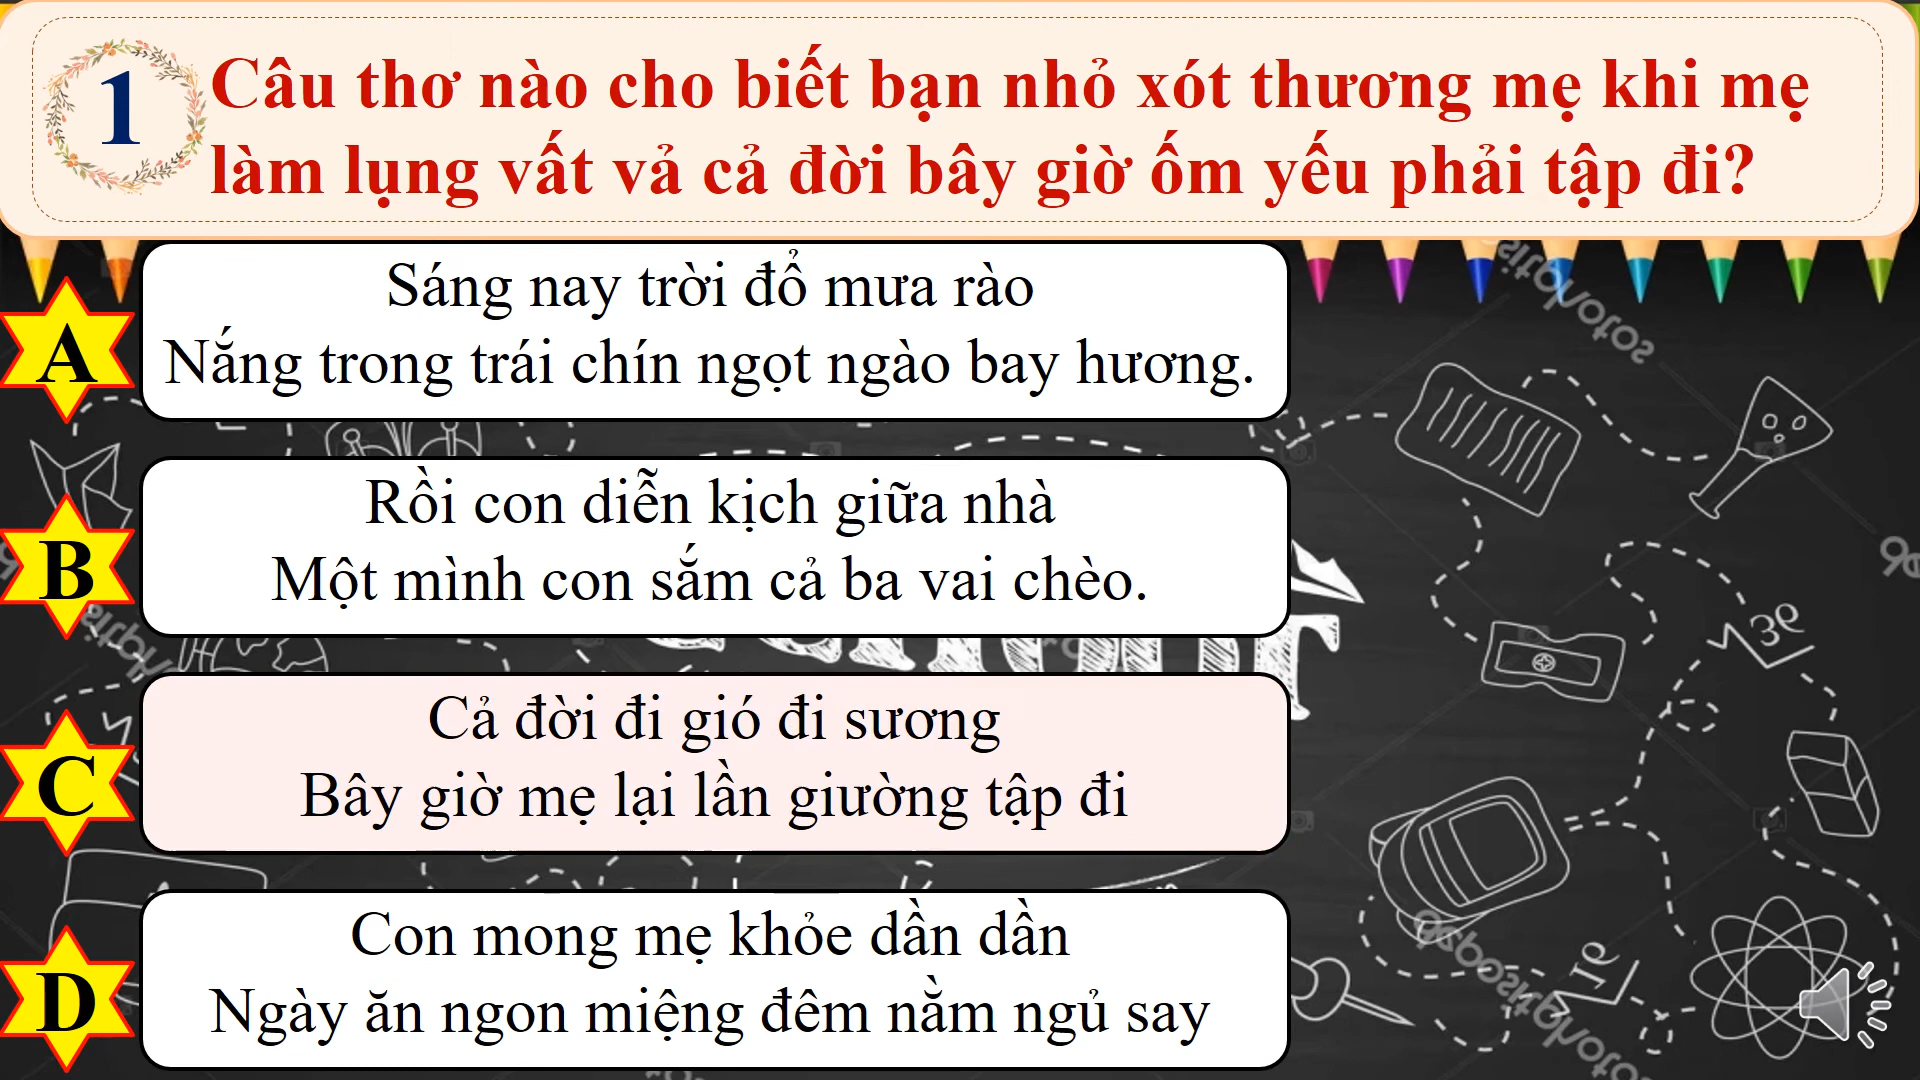 1
Câu thơ nào cho biết bạn nhỏ xót thương mẹ khi mẹ
làm lụng vất vả cả đời bây giờ ốm yếu phải tập đi?
A
Sáng nay trời đổ mưa rào
Nắng trong trái chín ngọt ngào bay hương.
B
Rồi con diễn kịch giữa nhà
Một mình con sắm cả ba vai chèo.
C
Cả đời đi gió đi sương
Bây giờ mẹ lại lần giường tập đi
D
Con mong mẹ khỏe dần dần
Ngày ăn ngon miệng đêm nằm ngủ say